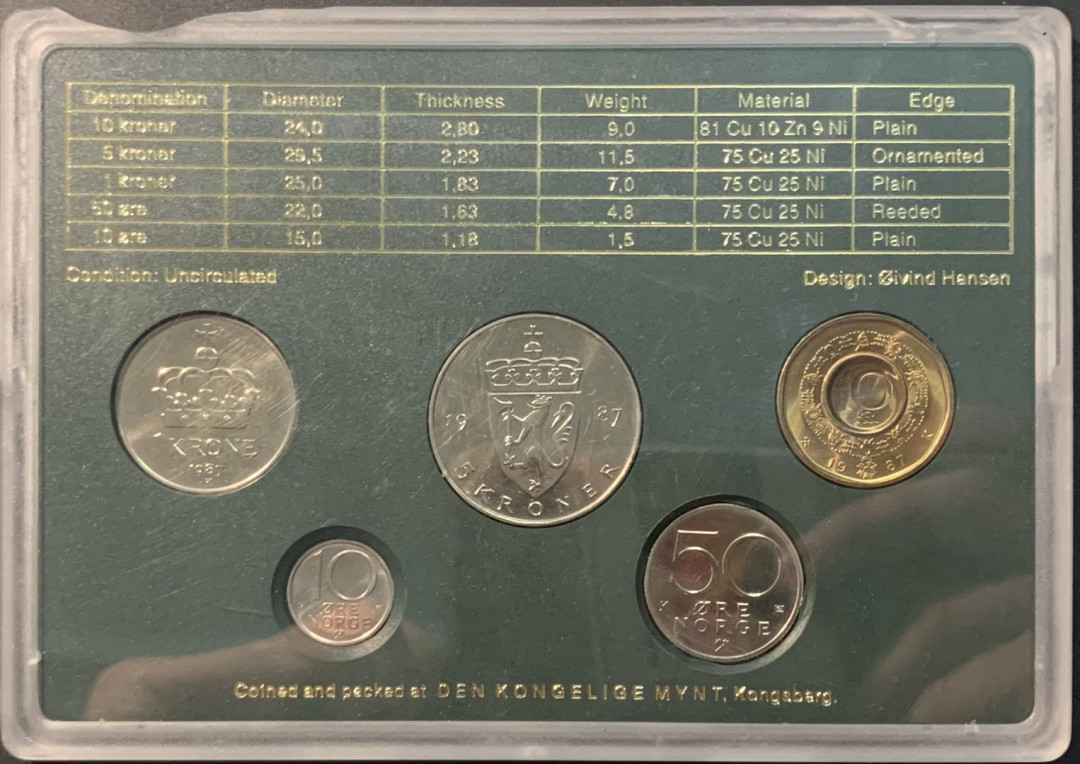 Denomination Diameter Thickness Weight Material Edge
10 kroner 24,0 2,80 9,0 81 Cu 10 Zn 9 Ni Plain
5 kroner 29,5 2,23 11,5 75 Cu 25 Ni Ornamented
1 kroner 25,0 1,83 7,0 75 Cu 25 Ni Plain
50 øre 22,0 1,63 4,8 75 Cu 25 Ni Reeded
10 øre 15,0 1,18 1,5 75 Cu 25 Ni Plain
Condition: Uncirculated Design: Øivind Hansen
1 KRONE
1987
19 87
5 KRONER
10
1987
10
ØRE
NORGE
50
ØRE
K
NORGE
Coined and packed at DEN KONGELIGE MYNT, Kongsberg.